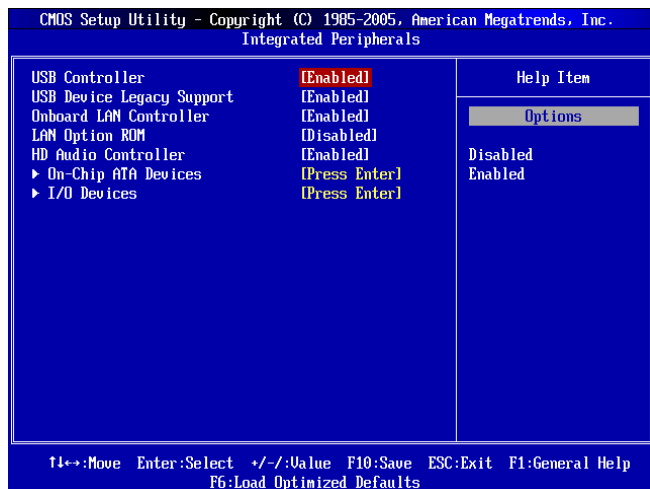 CMOS Setup Utility - Copyright (C) 1985-2005, American Megatrends, Inc.
Integrated Peripherals
USB Controller [Enabled]
USB Device Legacy Support [Enabled]
Onboard LAN Controller [Enabled]
LAN Option ROM [Disabled]
HD Audio Controller [Enabled]
▶ On-Chip ATA Devices [Press Enter]
▶ I/O Devices [Press Enter]
Help Item
Options
Disabled
Enabled
↑↓←→:Move Enter:Select +/-/:Value F10:Save ESC:Exit F1:General Help
F6:Load Optimized Defaults